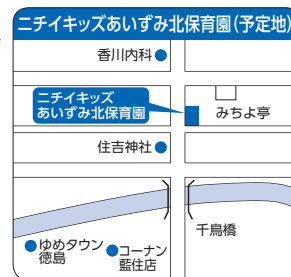 ニチイキッズあいずみ北保育園(予定地)
香川内科
ニチイキッズ
あいずみ北保育園
みちよ亭
住吉神社
千鳥橋
ゆめタウン
徳島
コーナン
藍住店